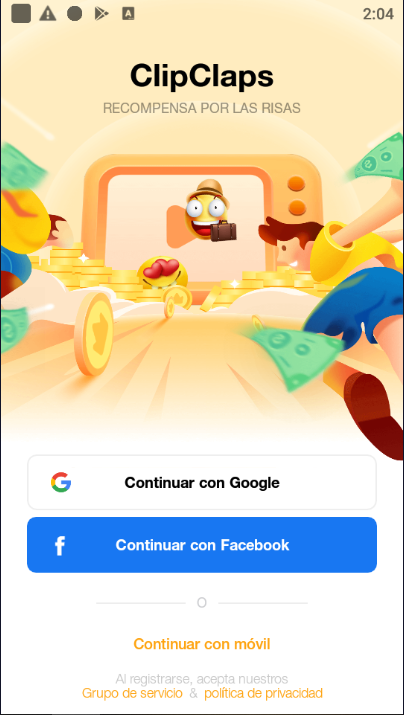 2:04
ClipClaps
RECOMPENSA POR LAS RISAS
Continuar con Google
Continuar con Facebook
O
Continuar con móvil
Al registrarse, acepta nuestros
Grupo de servicio & política de privacidad